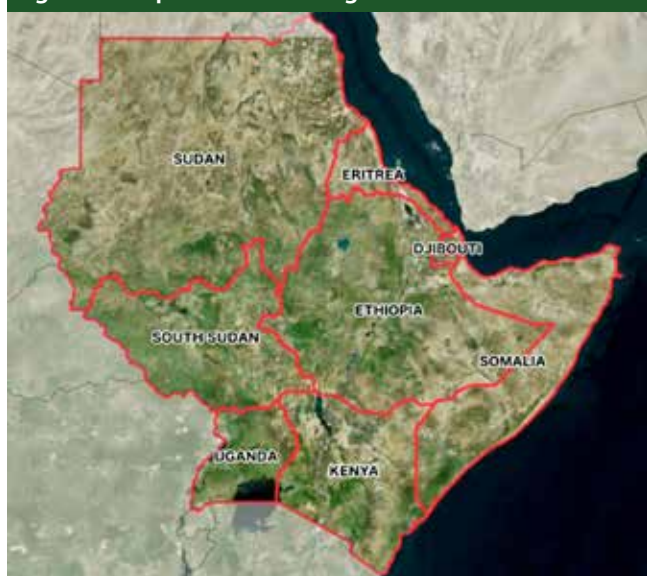 SUDAN
ERITREA
DJIBOUTI
ETHIOPIA
SOUTH SUDAN
SOMALIA
UGANDA
KENYA